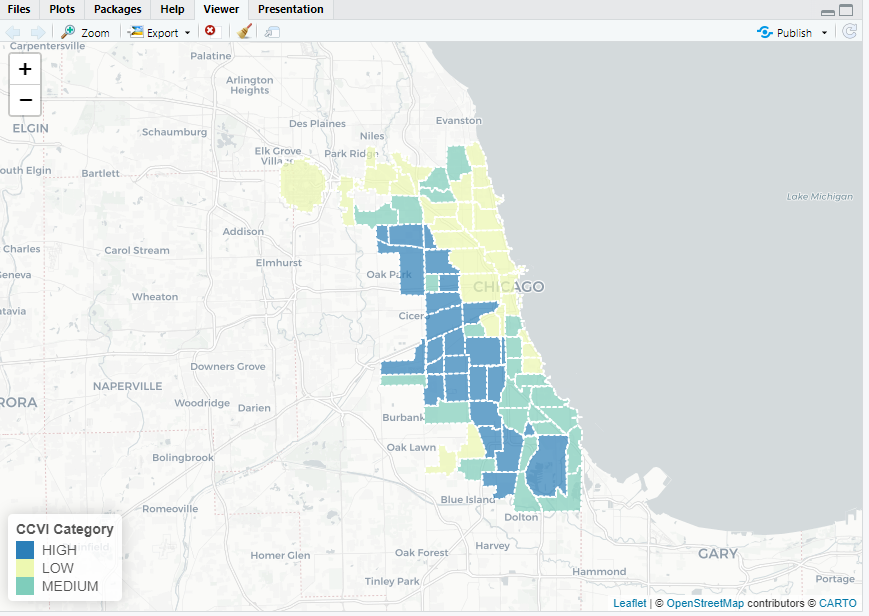 Files Plots Packages Help Viewer Presentation
Zoom Export Publish
+
−
Carpentersville
Palatine
Arlington
Heights
ELGIN
Schaumburg
Des Plaines
Niles
Evanston
Elk Grove
Park Ridge
outh Elgin
Bartlett
Lake Michigan
Addison
Charles
Carol Stream
Elmhurst
Oak Park
Geneva
Wheaton
CHICAGO
tavia
Cicero
Downers Grove
NAPERVILLE
RORA
Woodridge
Darien
Burbank
Oak Lawn
Bolingbrook
Blue Island
Romeoville
Dolton
CCVI Category
HIGH
LOW
MEDIUM
Homer Glen
Oak Forest
Harvey
GARY
Hammond
Portage
Tinley Park
Leaflet | © OpenStreetMap contributors © CARTO